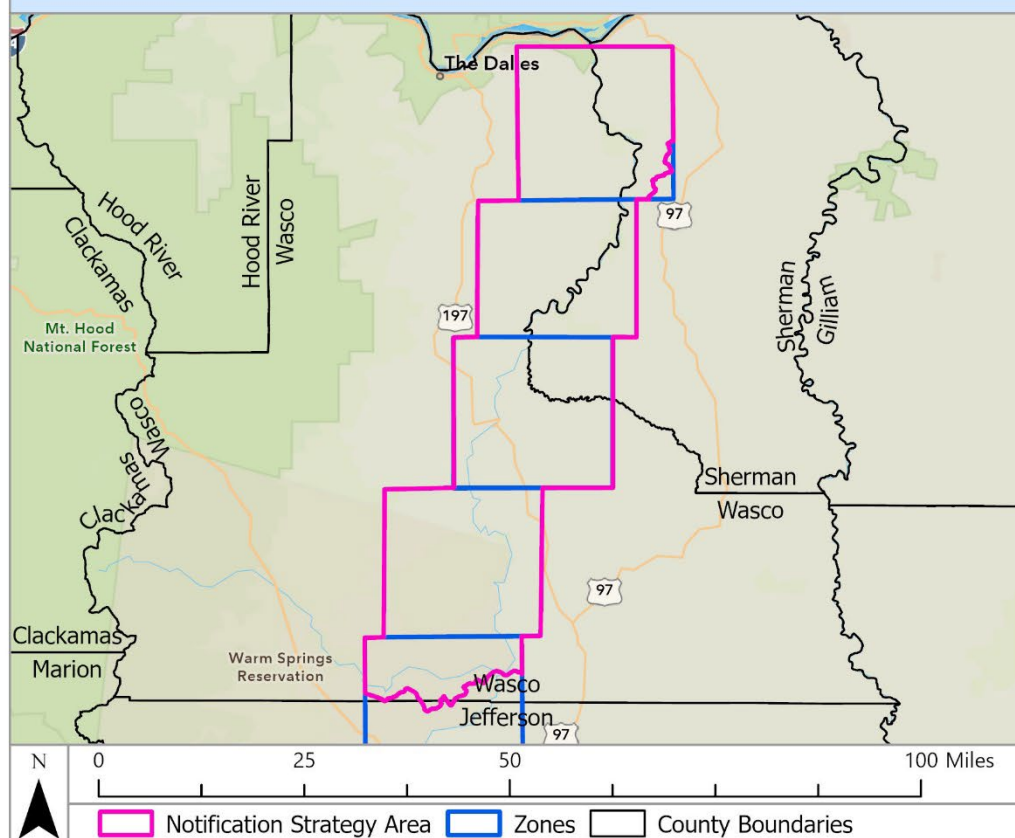 The Dalles
Hood River
Clackamas
Hood River
Wasco
97
Sherman
Gilliam
197
Mt. Hood
National Forest
Wasco
Clackamas
Sherman
Wasco
97
Clackamas
Marion
Warm Springs
Reservation
Wasco
Jefferson
97
N
0 25 50 100 Miles
Notification Strategy Area Zones County Boundaries